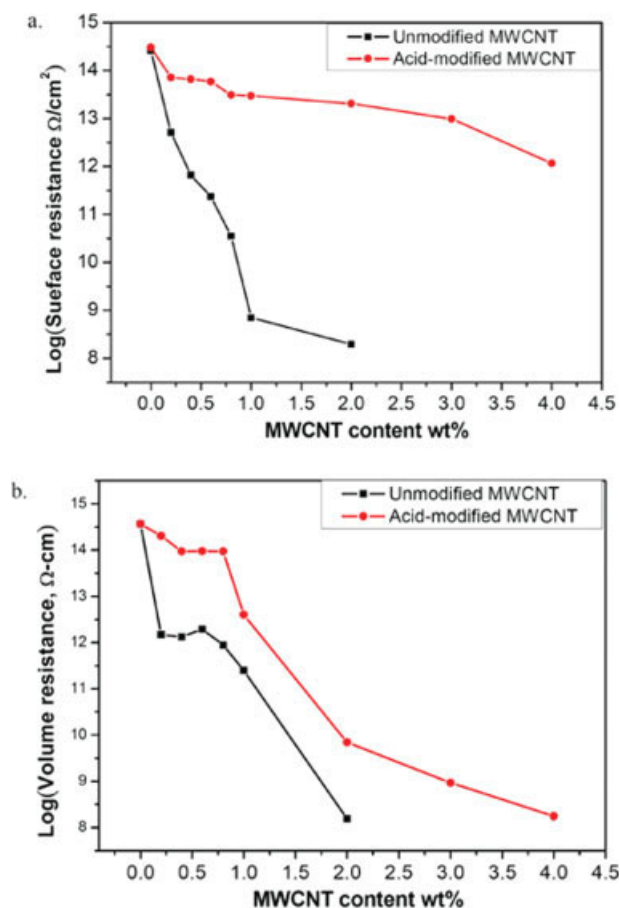 a.
Unmodified MWCNT
Acid-modified MWCNT
Log(Sueface resistance Ω/cm²)
15
14
13
12
11
10
9
8
0.0 0.5 1.0 1.5 2.0 2.5 3.0 3.5 4.0 4.5
MWCNT content wt%
b.
Unmodified MWCNT
Acid-modified MWCNT
Log(Volume resistance, Ω-cm)
15
14
13
12
11
10
9
8
0.0 0.5 1.0 1.5 2.0 2.5 3.0 3.5 4.0 4.5
MWCNT content wt%